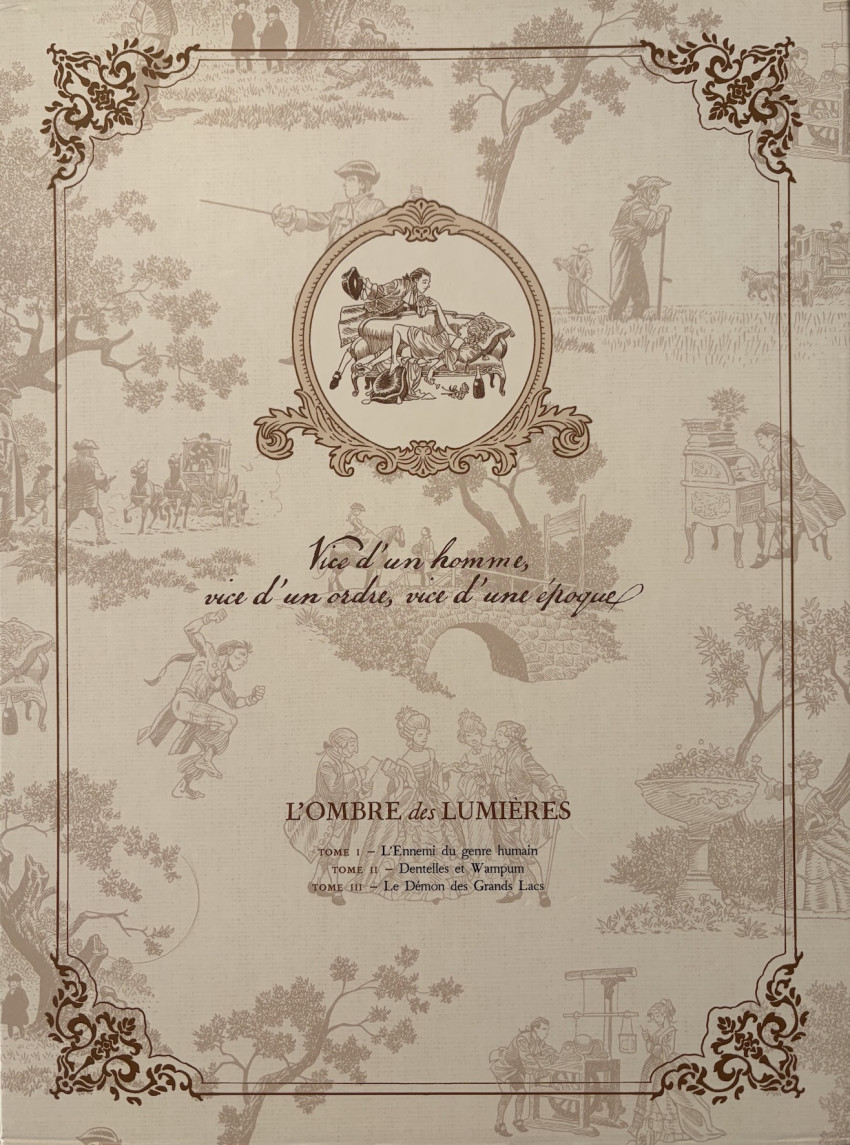 Vice d'un homme,
vice d'un ordre, vice d'une époque
L'OMBRE des LUMIÈRES
TOME I – L'Ennemi du genre humain
TOME II – Dentelles et Wampum
TOME III – Le Démon des Grands Lacs